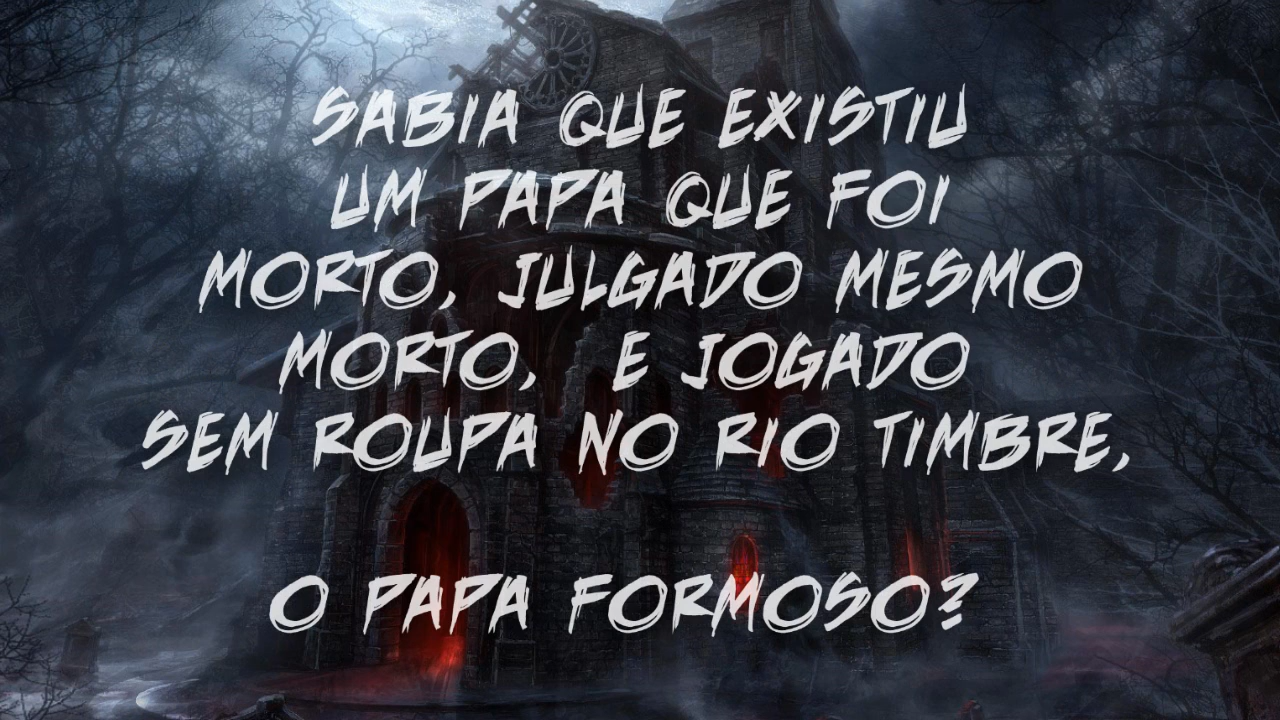 SABIA QUE EXISTIU
UM PAPA QUE FOI
MORTO, JULGADO MESMO
MORTO, E JOGADO
SEM ROUPA NO RIO TIMBRE,
O PAPA FORMOSO?